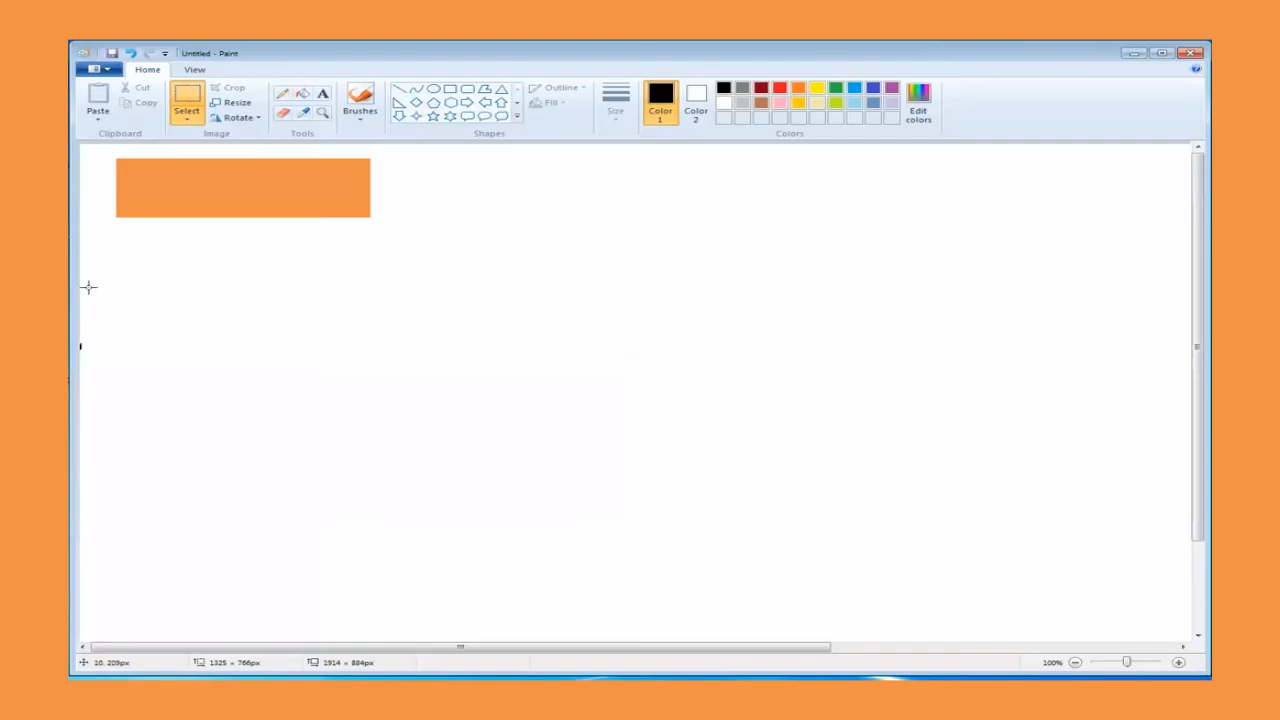 Untitled - Paint
Home View
Paste Cut Copy Select Crop Resize Rotate A Brushes Outline Fill Size Color 1 Color 2 Edit colors
Clipboard Image Tools Shapes Colors
16, 209px 1325 × 766px 1914 × 884px 100%